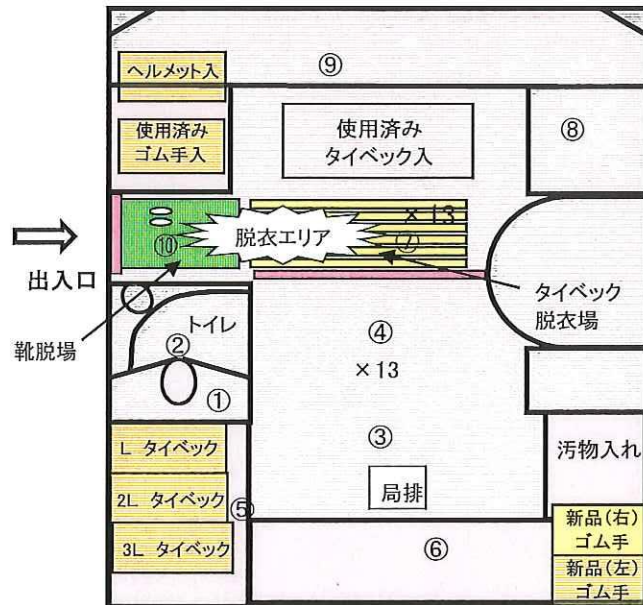 ⑨
ヘルメット入
使用済み
ゴム手入
使用済み
タイベック入
⑧
×13
脱衣エリア
⑩
⑦
出入口
タイベック
脱衣場
靴脱場
トイレ
②
①
④
×13
③
局排
L タイベック
2L タイベック
3L タイベック
⑤
⑥
汚物入れ
新品(右)
ゴム手
新品(左)
ゴム手